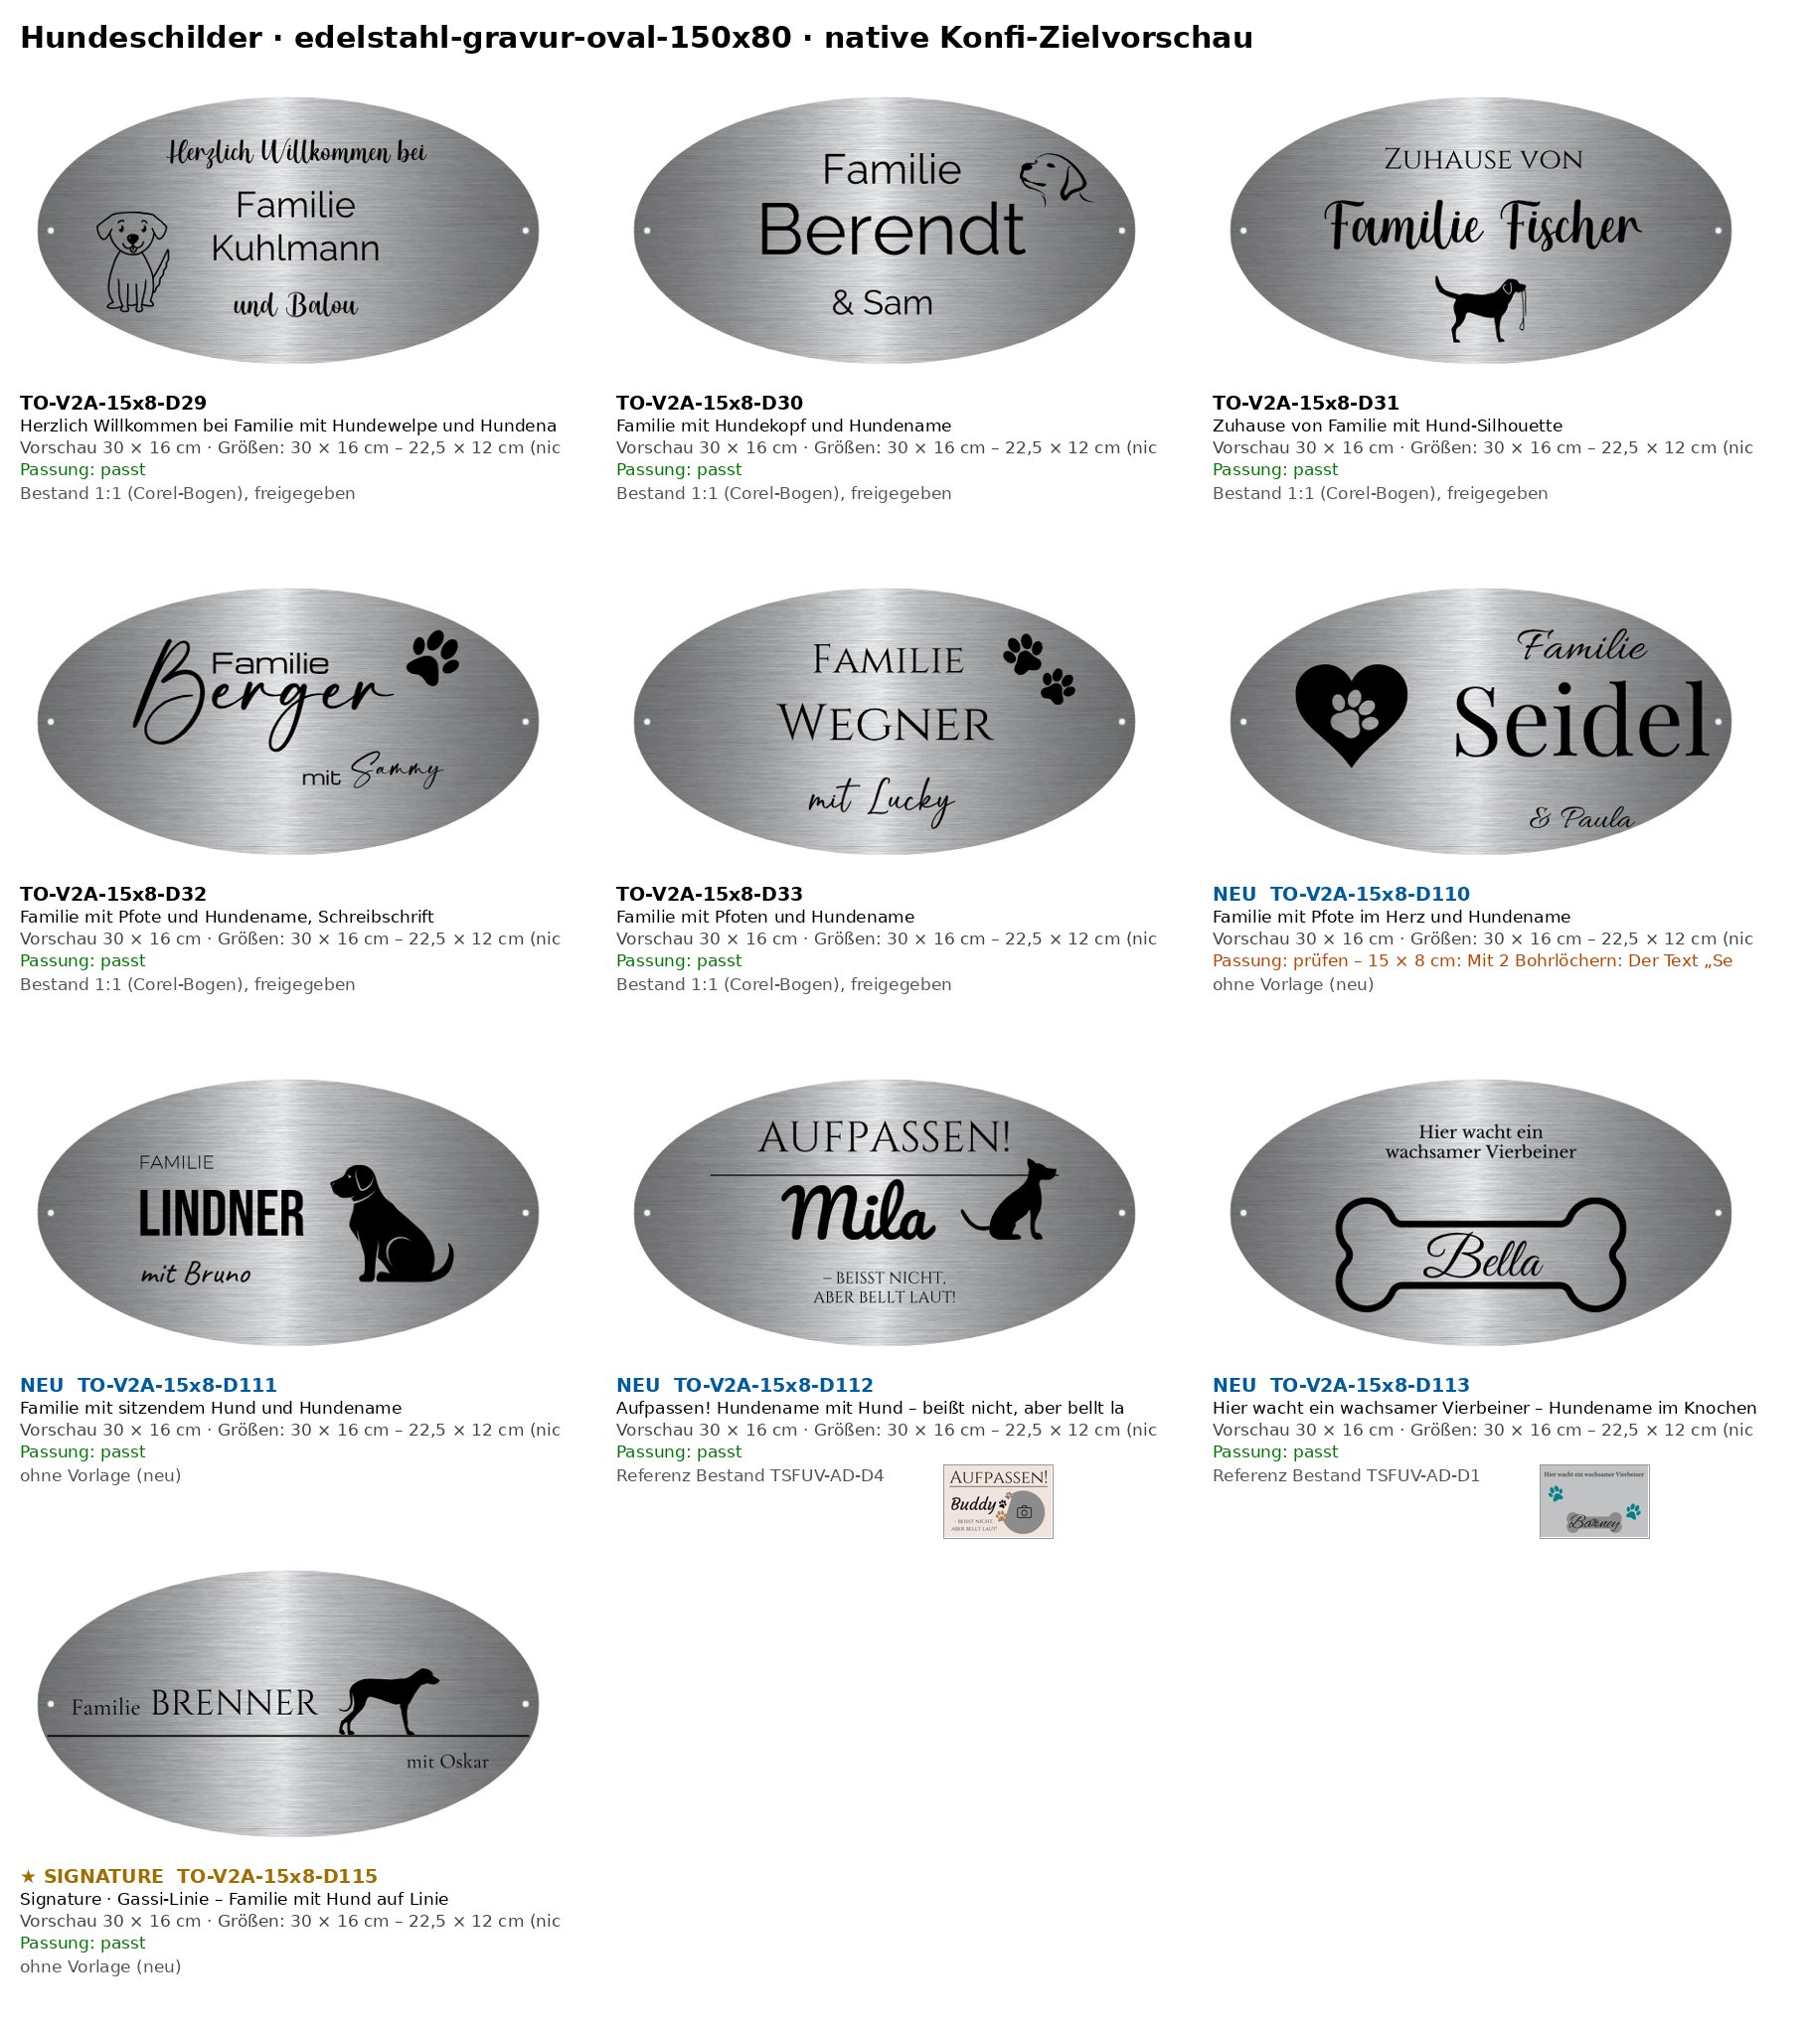 Hundeschilder · edelstahl-gravur-oval-150x80 · native Konfi-Zielvorschau
Herzlich Willkommen bei
Familie
Kuhlmann
und Balou
TO-V2A-15x8-D29
Herzlich Willkommen bei Familie mit Hundewelpe und Hundena
Vorschau 30 × 16 cm · Größen: 30 × 16 cm – 22,5 × 12 cm (nic
Passung: passt
Bestand 1:1 (Corel-Bogen), freigegeben
Familie
Berendt
& Sam
TO-V2A-15x8-D30
Familie mit Hundekopf und Hundename
Vorschau 30 × 16 cm · Größen: 30 × 16 cm – 22,5 × 12 cm (nic
Passung: passt
Bestand 1:1 (Corel-Bogen), freigegeben
Zuhause von
Familie Fischer
TO-V2A-15x8-D31
Zuhause von Familie mit Hund-Silhouette
Vorschau 30 × 16 cm · Größen: 30 × 16 cm – 22,5 × 12 cm (nic
Passung: passt
Bestand 1:1 (Corel-Bogen), freigegeben
Familie
Berger
mit Sammy
TO-V2A-15x8-D32
Familie mit Pfote und Hundename, Schreibschrift
Vorschau 30 × 16 cm · Größen: 30 × 16 cm – 22,5 × 12 cm (nic
Passung: passt
Bestand 1:1 (Corel-Bogen), freigegeben
Familie
Wegner
mit Lucky
TO-V2A-15x8-D33
Familie mit Pfoten und Hundename
Vorschau 30 × 16 cm · Größen: 30 × 16 cm – 22,5 × 12 cm (nic
Passung: passt
Bestand 1:1 (Corel-Bogen), freigegeben
Familie
Seidel
& Paula
NEU TO-V2A-15x8-D110
Familie mit Pfote im Herz und Hundename
Vorschau 30 × 16 cm · Größen: 30 × 16 cm – 22,5 × 12 cm (nic
Passung: prüfen – 15 × 8 cm: Mit 2 Bohrlöchern: Der Text „Se
ohne Vorlage (neu)
FAMILIE
LINDNER
mit Bruno
NEU TO-V2A-15x8-D111
Familie mit sitzendem Hund und Hundename
Vorschau 30 × 16 cm · Größen: 30 × 16 cm – 22,5 × 12 cm (nic
Passung: passt
ohne Vorlage (neu)
AUFPASSEN!
Mila
– BEISST NICHT,
ABER BELLT LAUT!
NEU TO-V2A-15x8-D112
Aufpassen! Hundename mit Hund – beißt nicht, aber bellt la
Vorschau 30 × 16 cm · Größen: 30 × 16 cm – 22,5 × 12 cm (nic
Passung: passt
Referenz Bestand TSFUV-AD-D4
AUFPASSEN!
Buddy
– BEISST NICHT,
ABER BELLT LAUT!
Hier wacht ein
wachsamer Vierbeiner
Bella
NEU TO-V2A-15x8-D113
Hier wacht ein wachsamer Vierbeiner – Hundename im Knochen
Vorschau 30 × 16 cm · Größen: 30 × 16 cm – 22,5 × 12 cm (nic
Passung: passt
Referenz Bestand TSFUV-AD-D1
Hier wacht ein wachsamer Vierbeiner
Barney
Familie BRENNER
mit Oskar
★ SIGNATURE TO-V2A-15x8-D115
Signature · Gassi-Linie – Familie mit Hund auf Linie
Vorschau 30 × 16 cm · Größen: 30 × 16 cm – 22,5 × 12 cm (nic
Passung: passt
ohne Vorlage (neu)